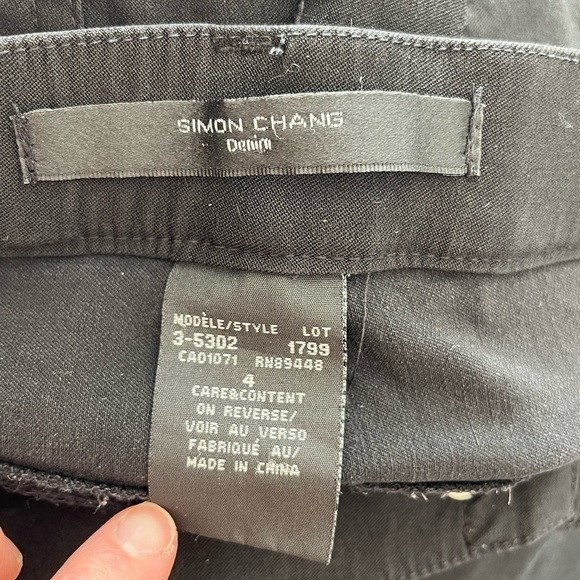 SIMON CHANG
Denim
MODÈLE/STYLE LOT
3-5302 1799
CA01071 RN89448
4
CARE&CONTENT
ON REVERSE/
VOIR AU VERSO
FABRIQUÉ AU/
MADE IN CHINA